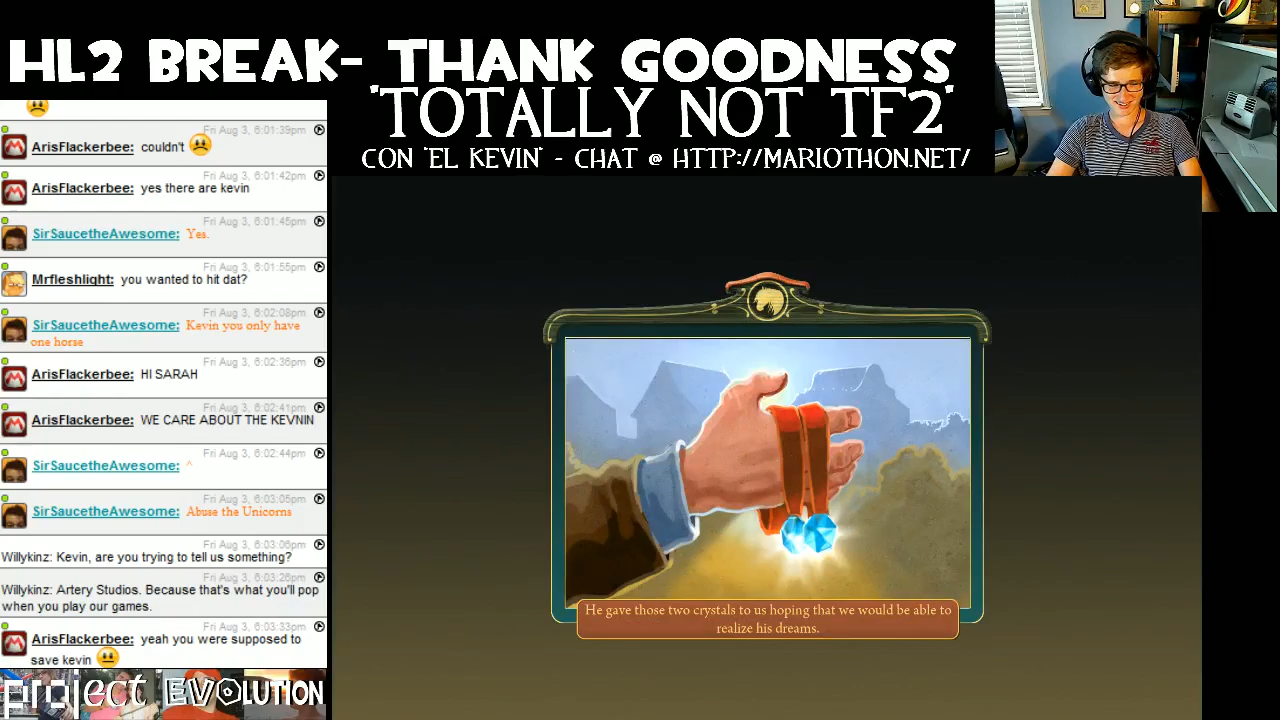 HL2 BREAK- THANK GOODNESS
'TOTALLY NOT TF2'
CON 'EL KEVIN' - CHAT @ HTTP://MARIOTHON.NET/
Fri Aug 3, 6:01:39pm
ArisFlackerbee: couldn't
Fri Aug 3, 6:01:42pm
ArisFlackerbee: yes there are kevin
Fri Aug 3, 6:01:45pm
SirSaucetheAwesome: Yes.
Fri Aug 3, 6:01:55pm
Mrfleshlight: you wanted to hit dat?
Fri Aug 3, 6:02:08pm
SirSaucetheAwesome: Kevin you only have
one horse
Fri Aug 3, 6:02:36pm
ArisFlackerbee: HI SARAH
Fri Aug 3, 6:02:41pm
ArisFlackerbee: WE CARE ABOUT THE KEVNIN
Fri Aug 3, 6:02:44pm
SirSaucetheAwesome: ^
Fri Aug 3, 6:03:05pm
SirSaucetheAwesome: Abuse the Unicorns
Fri Aug 3, 6:03:06pm
Willykinz: Kevin, are you trying to tell us something?
Fri Aug 3, 6:03:26pm
Willykinz: Artery Studios. Because that's what you'll pop
when you play our games.
Fri Aug 3, 6:03:33pm
ArisFlackerbee: yeah you were supposed to
save kevin
project EVOLUTION
He gave those two crystals to us hoping that we would be able to
realize his dreams.